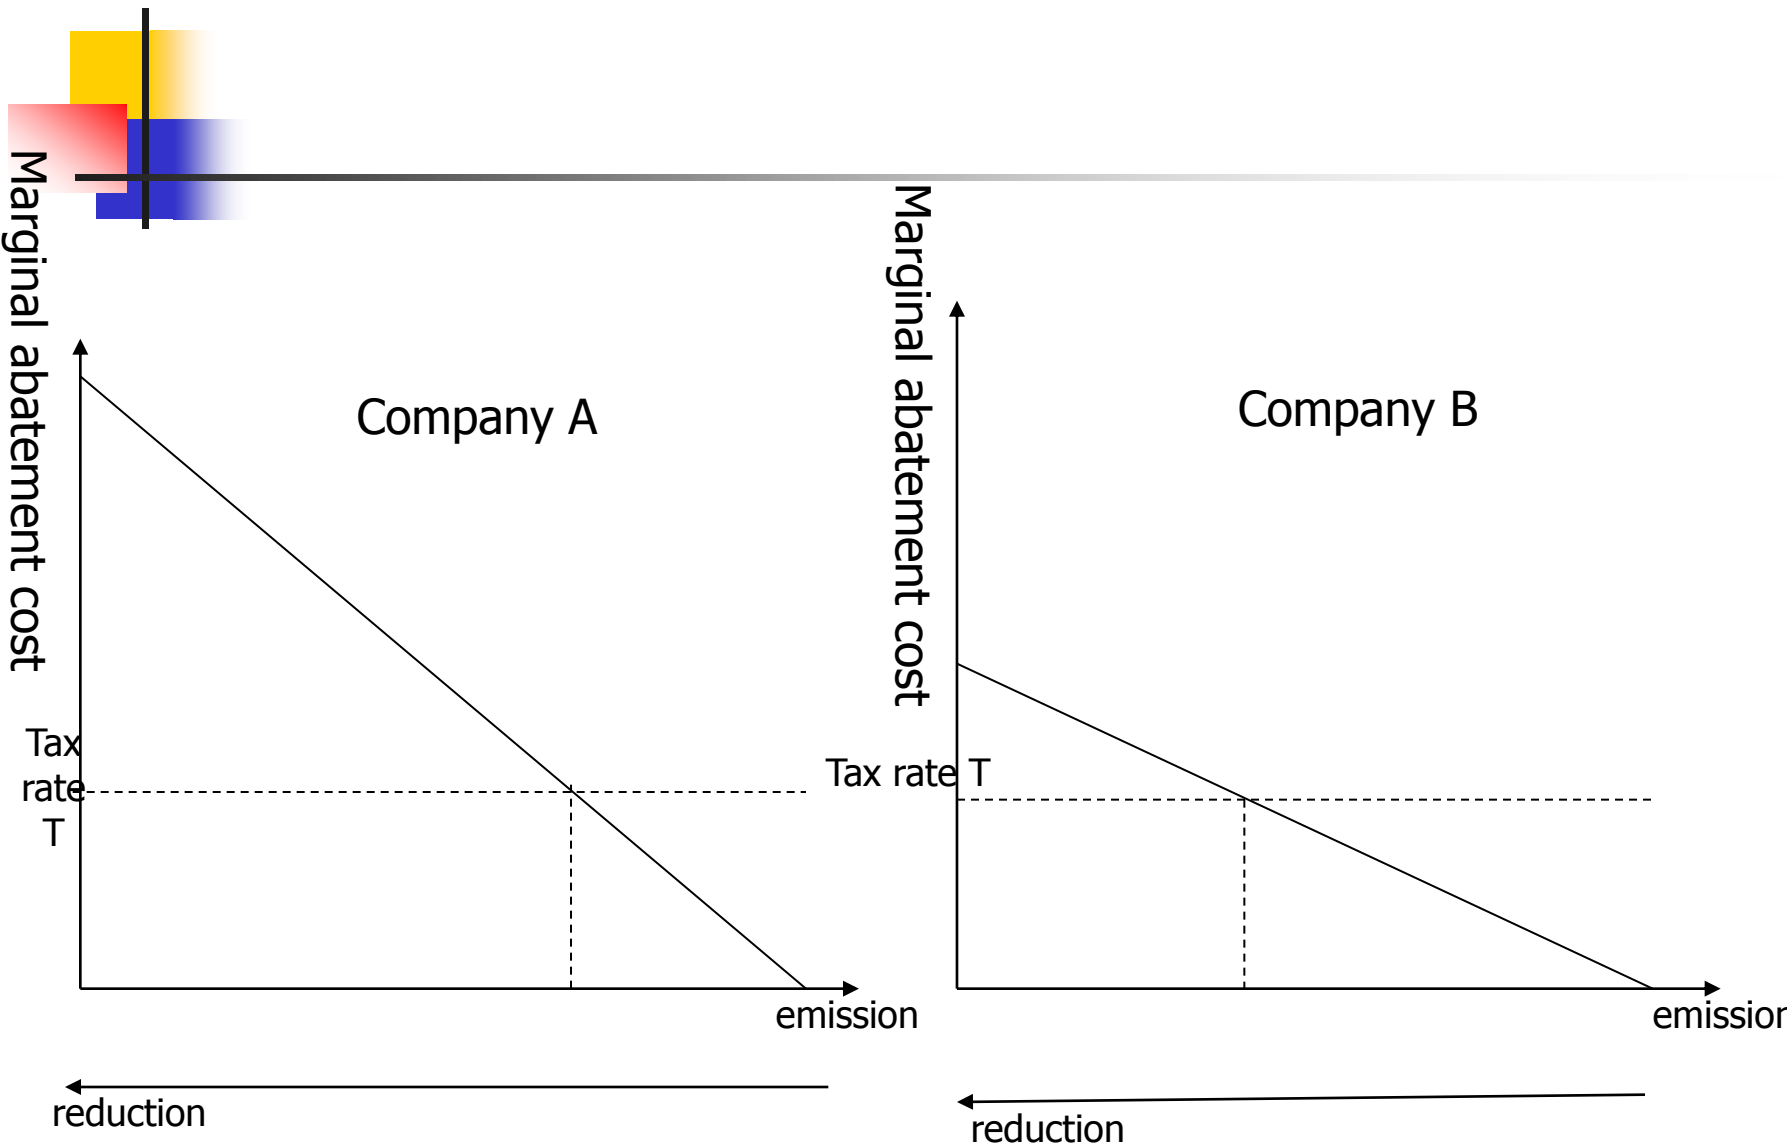 Marginal abatement cost
Company A
Tax
rate
T
emission
reduction
Marginal abatement cost
Company B
Tax rate T
emission
reduction